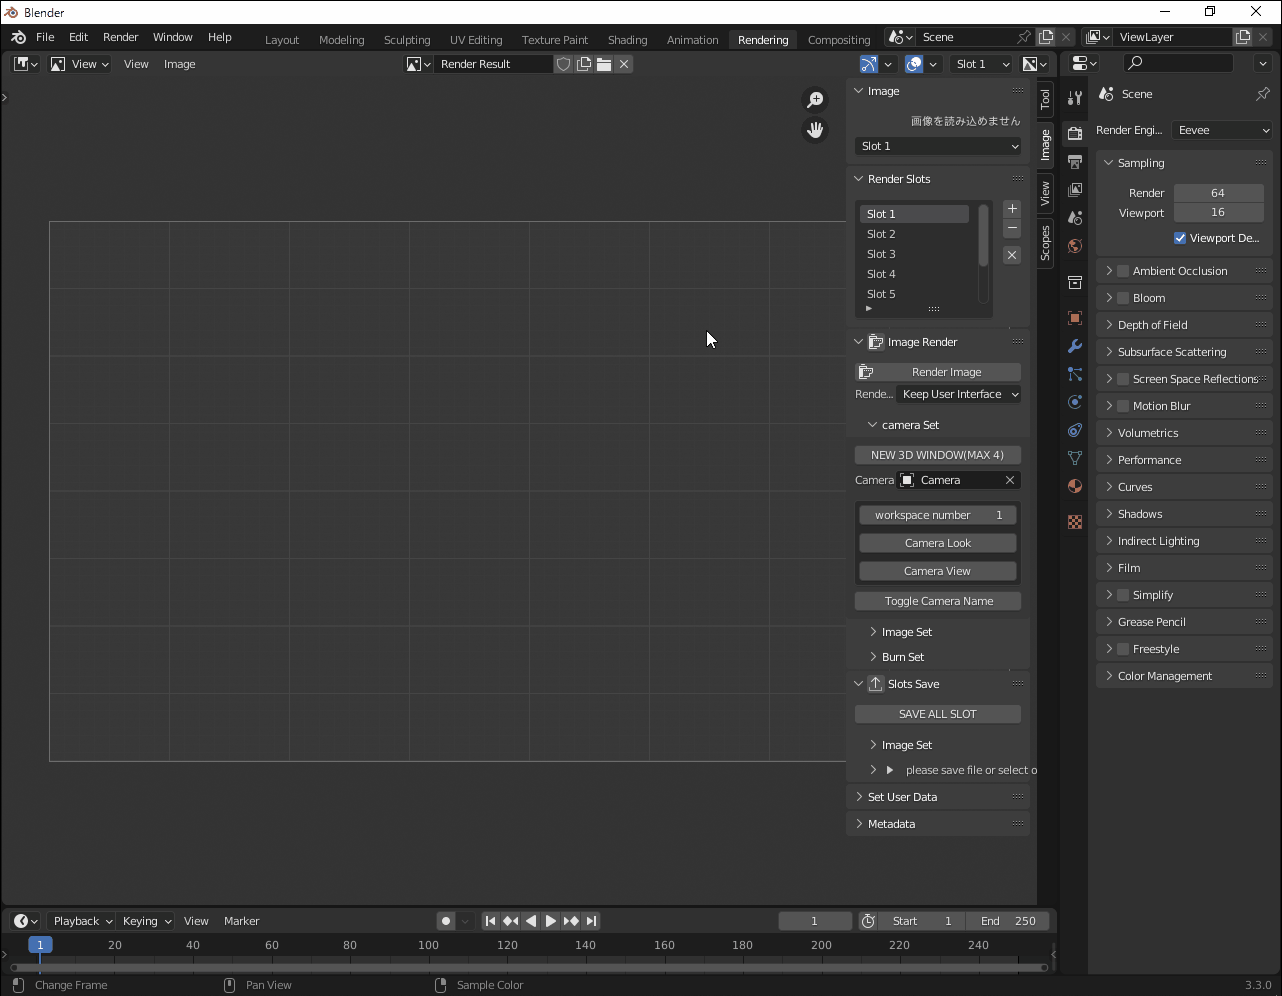 Blender
File Edit Render Window Help Layout Modeling Sculpting UV Editing Texture Paint Shading Animation Rendering Compositing Scene ViewLayer
View View Image Render Result Slot 1
Image
画像を読み込めません
Slot 1
Render Slots
Slot 1
Slot 2
Slot 3
Slot 4
Slot 5
Image Render
Render Image
Rende... Keep User Interface
camera Set
NEW 3D WINDOW(MAX 4)
Camera Camera
workspace number 1
Camera Look
Camera View
Toggle Camera Name
Image Set
Burn Set
Slots Save
SAVE ALL SLOT
Image Set
please save file or select o
Set User Data
Metadata
Tool
Image
View
Scopes
Scene
Render Engi... Eevee
Sampling
Render 64
Viewport 16
Viewport De...
Ambient Occlusion
Bloom
Depth of Field
Subsurface Scattering
Screen Space Reflections
Motion Blur
Volumetrics
Performance
Curves
Shadows
Indirect Lighting
Film
Simplify
Grease Pencil
Freestyle
Color Management
Playback Keying View Marker 1 Start 1 End 250
1 20 40 60 80 100 120 140 160 180 200 220 240
Change Frame Pan View Sample Color 3.3.0